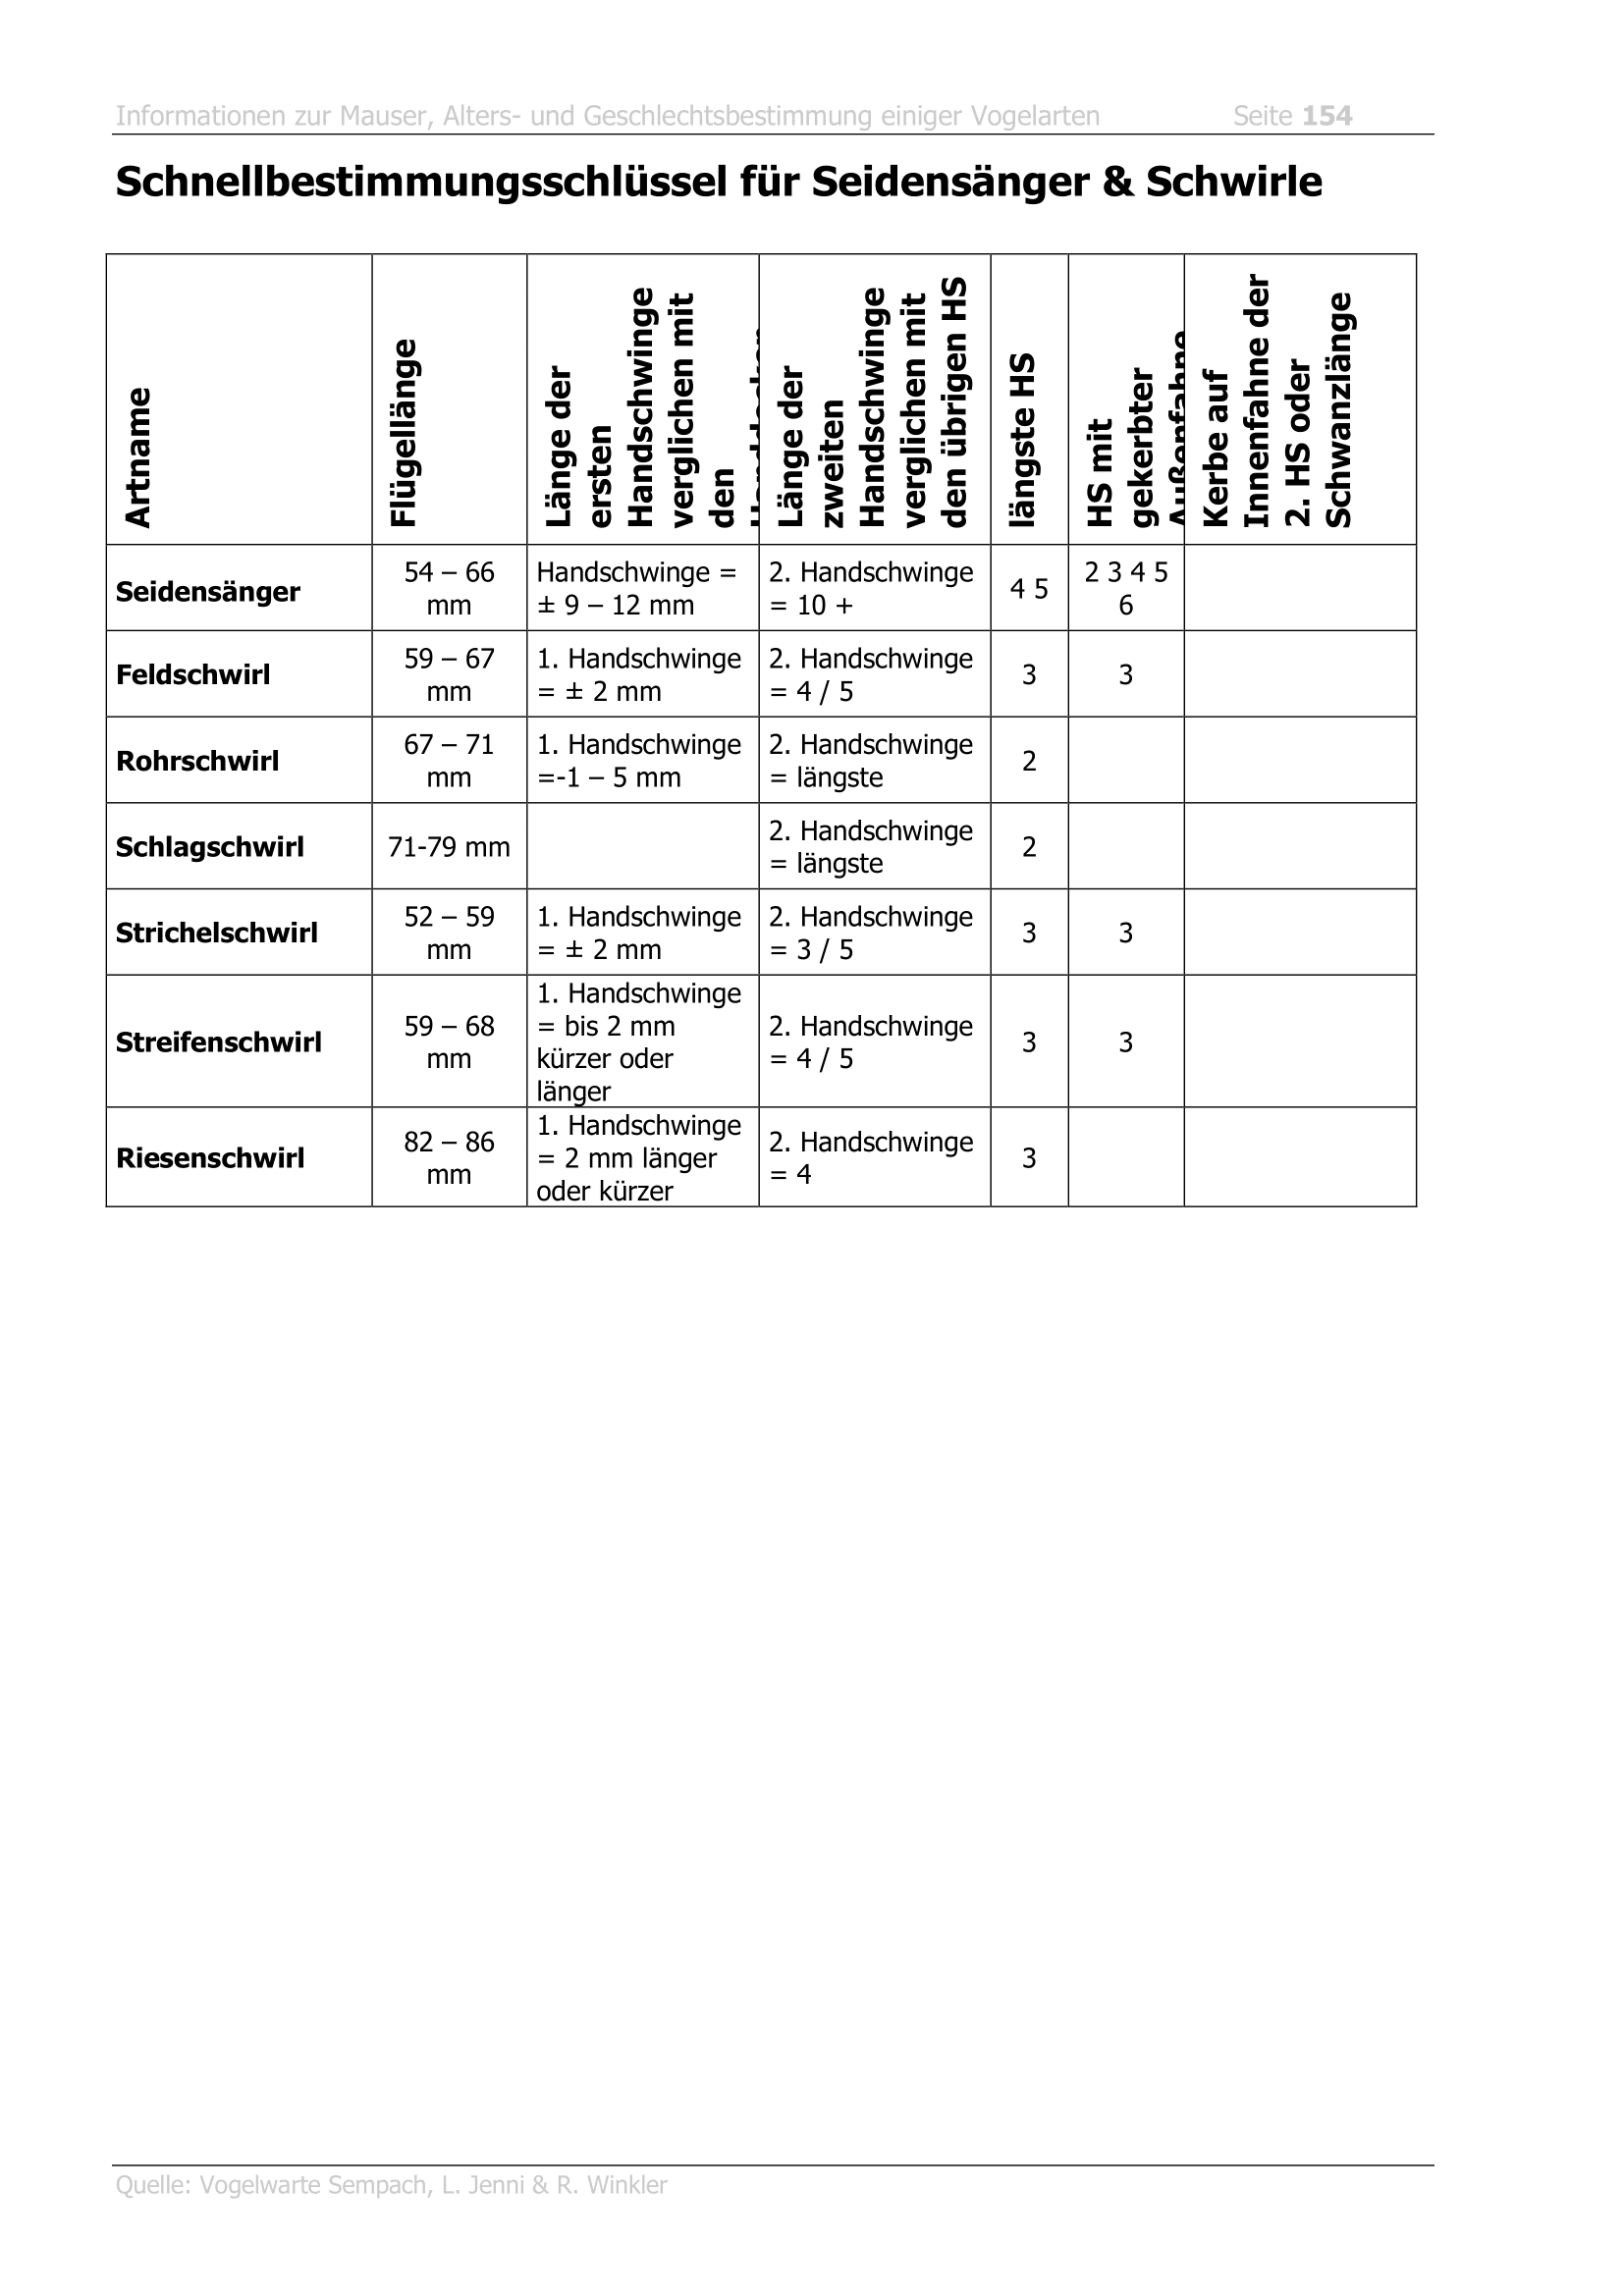 Informationen zur Mauser, Alters- und Geschlechtsbestimmung einiger Vogelarten Seite 154
Schnellbestimmungsschlüssel für Seidensänger & Schwirle
Artname
Flügellänge
Länge der
ersten
Handschwinge
verglichen mit
den
Länge der
zweiten
Handschwinge
verglichen mit
den übrigen HS
längste HS
HS mit
gekerbter
Außenfahne
Kerbe auf
Innenfahne der
2. HS oder
Schwanzlänge
Seidensänger
54 – 66
mm
Handschwinge =
± 9 – 12 mm
2. Handschwinge
= 10 +
4 5
2 3 4 5
6
Feldschwirl
59 – 67
mm
1. Handschwinge
= ± 2 mm
2. Handschwinge
= 4 / 5
3
3
Rohrschwirl
67 – 71
mm
1. Handschwinge
=-1 – 5 mm
2. Handschwinge
= längste
2
Schlagschwirl
71-79 mm
2. Handschwinge
= längste
2
Strichelschwirl
52 – 59
mm
1. Handschwinge
= ± 2 mm
2. Handschwinge
= 3 / 5
3
3
Streifenschwirl
59 – 68
mm
1. Handschwinge
= bis 2 mm
kürzer oder
länger
2. Handschwinge
= 4 / 5
3
3
Riesenschwirl
82 – 86
mm
1. Handschwinge
= 2 mm länger
oder kürzer
2. Handschwinge
= 4
3
Quelle: Vogelwarte Sempach, L. Jenni & R. Winkler